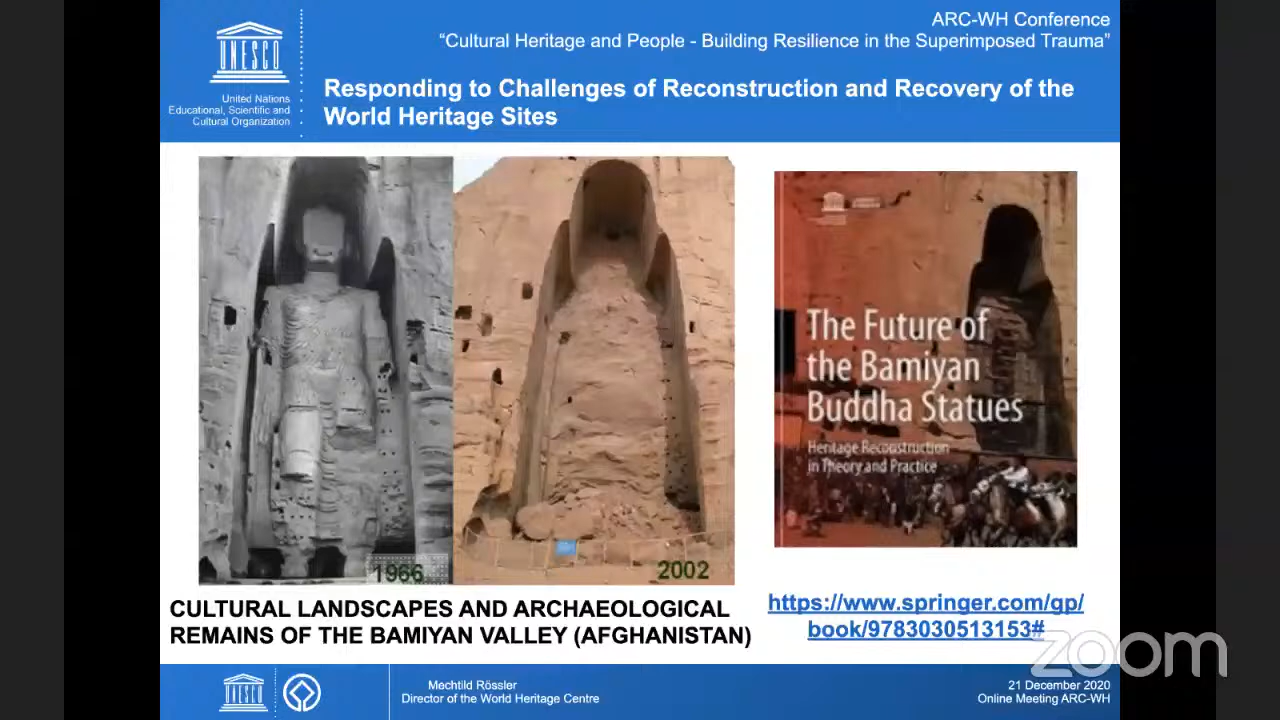 ARC-WH Conference
“Cultural Heritage and People - Building Resilience in the Superimposed Trauma”
UNESCO
United Nations
Educational, Scientific and
Cultural Organization
Responding to Challenges of Reconstruction and Recovery of the
World Heritage Sites
1966
2002
The Future of
the Bamiyan
Buddha Statues
Heritage Reconstruction
in Theory and Practice
CULTURAL LANDSCAPES AND ARCHAEOLOGICAL
REMAINS OF THE BAMIYAN VALLEY (AFGHANISTAN)
https://www.springer.com/gp/
book/9783030513153#
zoom
UNESCO
Mechtild Rössler
Director of the World Heritage Centre
21 December 2020
Online Meeting ARC-WH